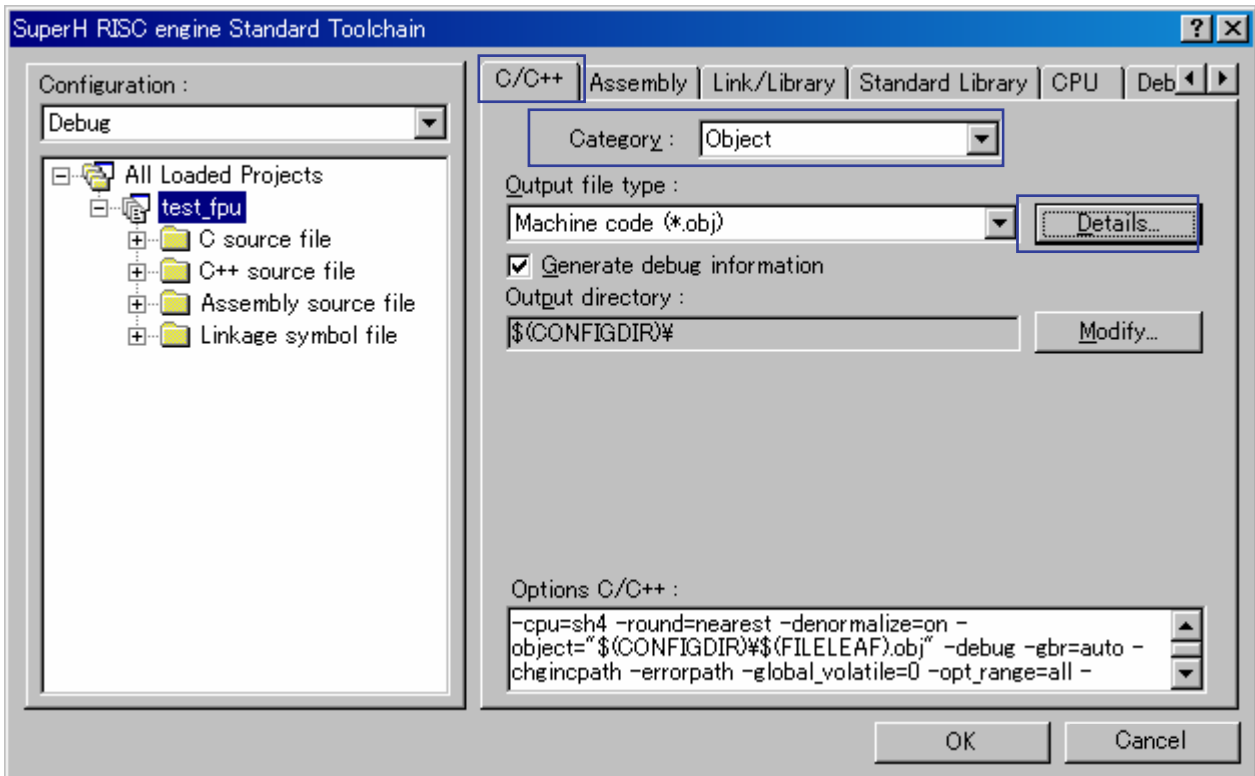 SuperH RISC engine Standard Toolchain
Configuration :
Debug
All Loaded Projects
test_fpu
C source file
C++ source file
Assembly source file
Linkage symbol file
C/C++ Assembly Link/Library Standard Library CPU Deb
Category : Object
Output file type :
Machine code (*.obj) Details...
Generate debug information
Output directory :
$(CONFIGDIR)¥ Modify...
Options C/C++ :
-cpu=sh4 -round=nearest -denormalize=on -
object="$(CONFIGDIR)¥$(FILELEAF).obj" -debug -gbr=auto -
chgincpath -errorpath -global_volatile=0 -opt_range=all -
OK Cancel